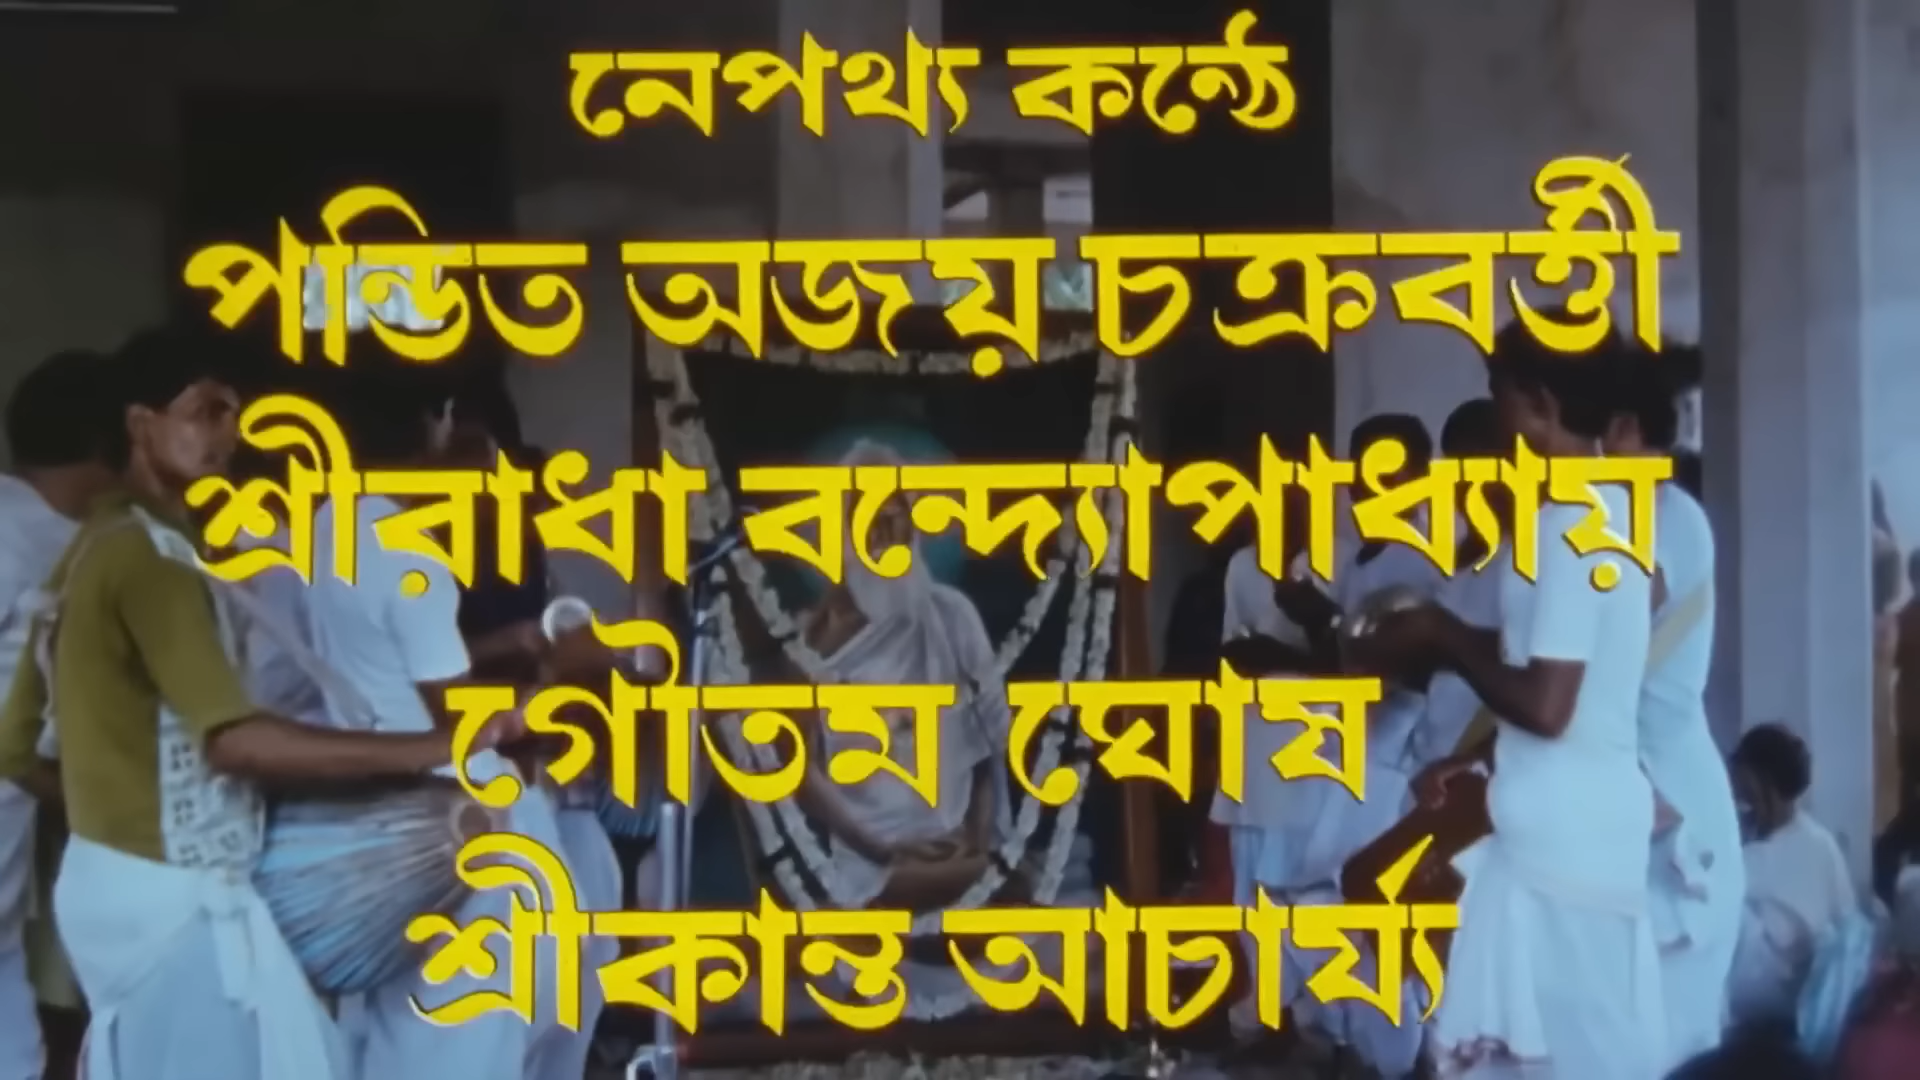 নেপথ্য কন্ঠে
পন্ডিত অজয় চক্রবর্ত্তী
শ্রীরাধা বন্দ্যোপাধ্যায়
গৌতম ঘোষ
শ্রীকান্ত আচার্য্য